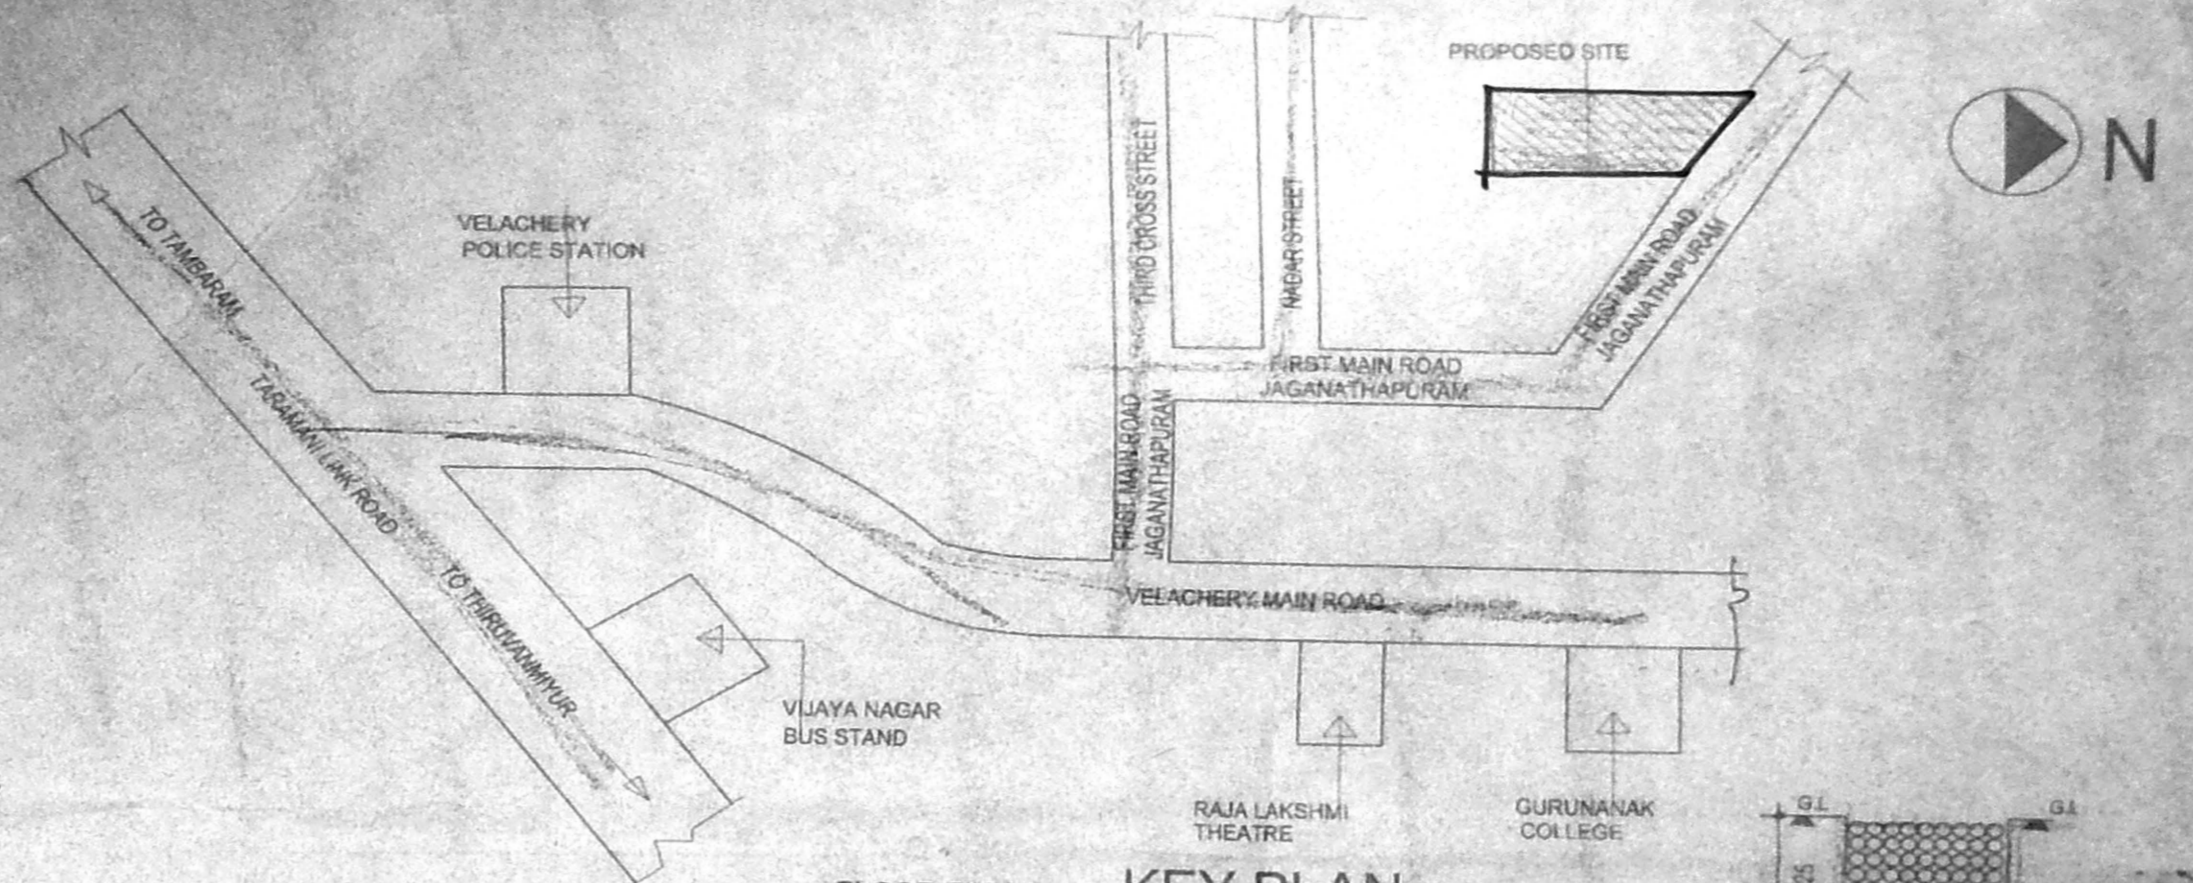 PROPOSED SITE
N
THIRD CROSS STREET
NADAR STREET
TO TAMBARAM
VELACHERY
POLICE STATION
FIRST MAIN ROAD
JAGANATHAPURAM
FIRST MAIN ROAD
JAGANATHAPURAM
TARAMANI LINK ROAD
FIRST MAIN ROAD
JAGANATHAPURAM
TO THIRUVANMIYUR
VELACHERY MAIN ROAD
VIJAYA NAGAR
BUS STAND
RAJA LAKSHMI
THEATRE
GURUNANAK
COLLEGE
G.L
G.L
KEY PLAN